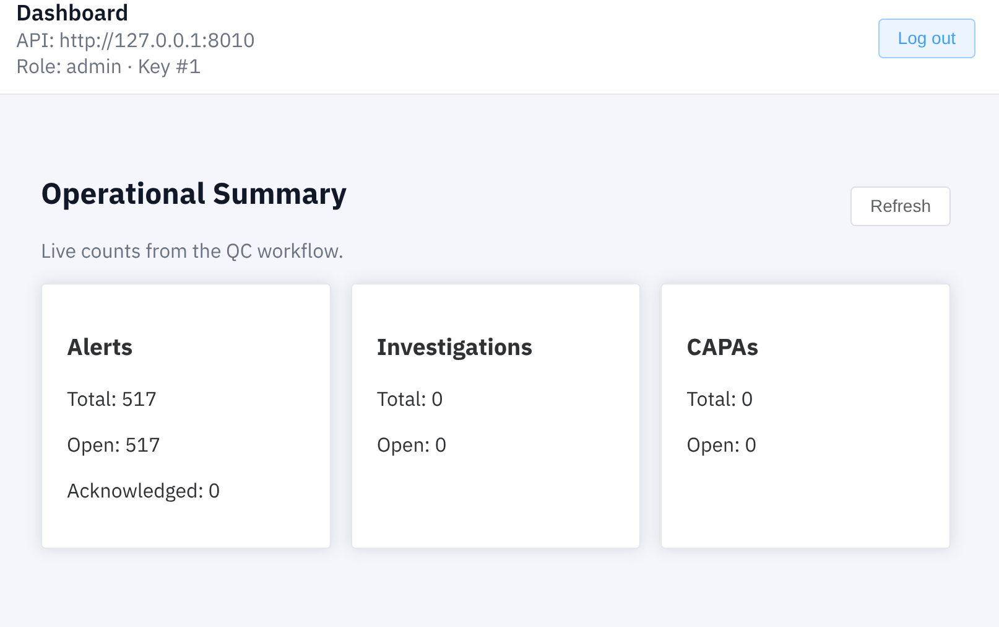 Dashboard
API: http://127.0.0.1:8010
Role: admin · Key #1
Log out
Operational Summary
Refresh
Live counts from the QC workflow.
Alerts
Total: 517
Open: 517
Acknowledged: 0
Investigations
Total: 0
Open: 0
CAPAs
Total: 0
Open: 0